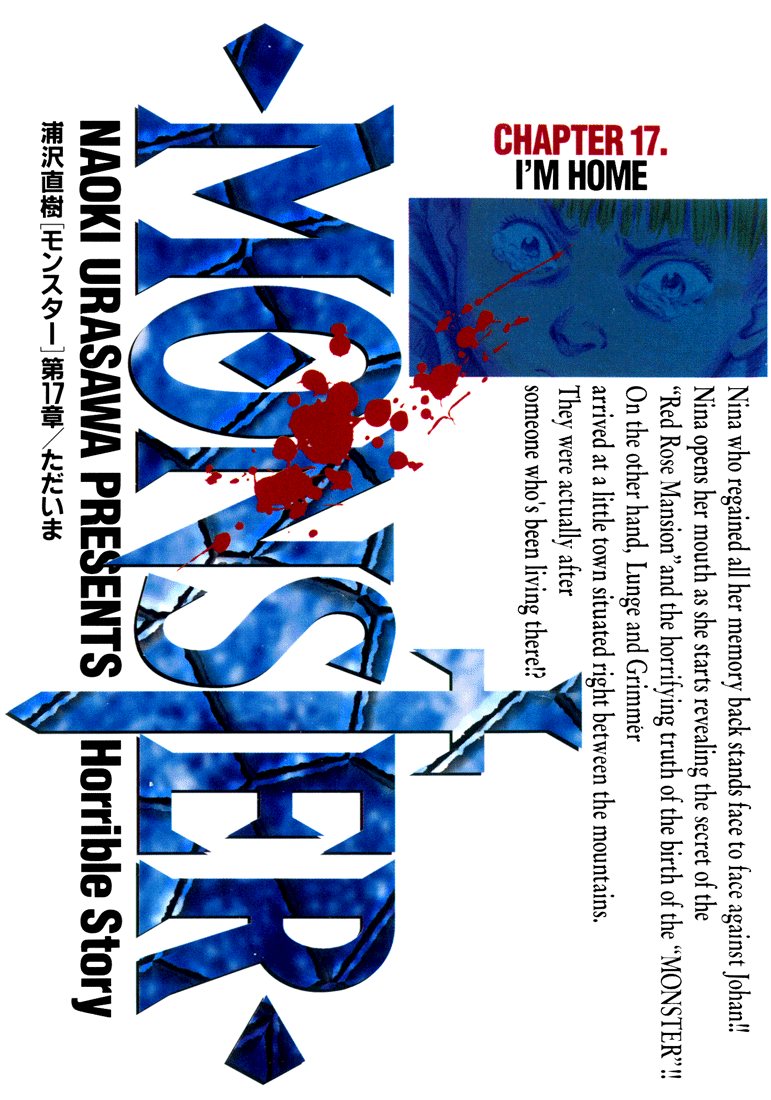 CHAPTER 17.
I'M HOME
Nina who regained all her memory back stands face to face against Johan!!
Nina opens her mouth as she starts revealing the secret of the
“Red Rose Mansion” and the horrifying truth of the birth of the “MONSTER”!!
On the other hand, Lunge and Grimmer
arrived at a little town situated right between the mountains.
They were actually after
someone who's been living there!?
MONSTER
NAOKI URASAWA PRESENTS Horrible Story
浦沢直樹［モンスター］第17章／ただいま